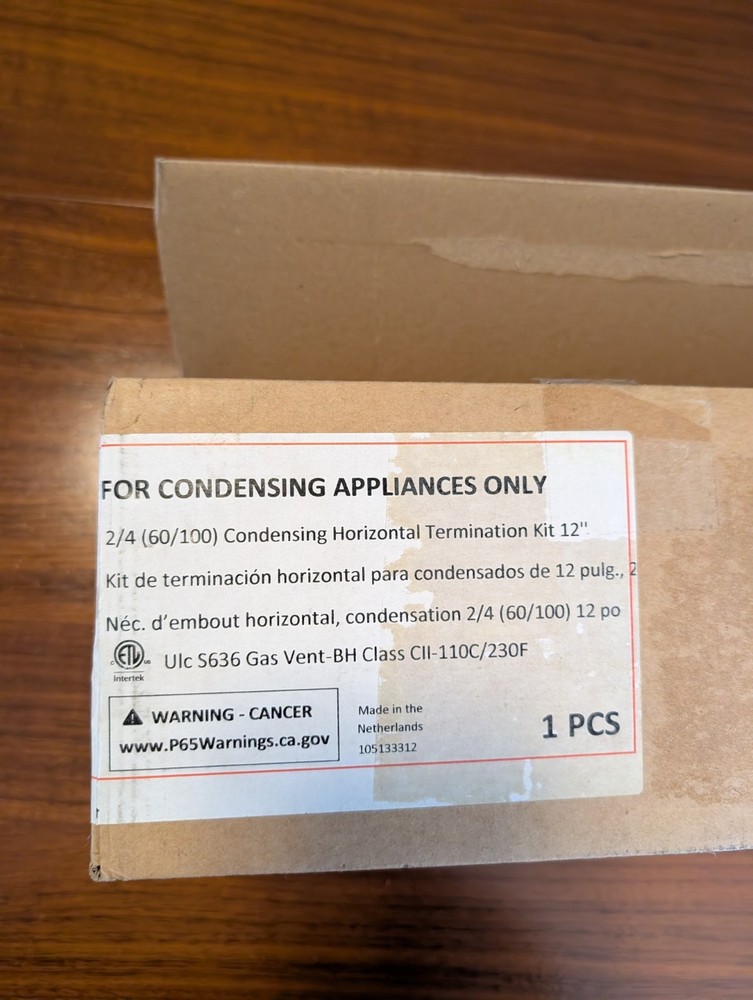 FOR CONDENSING APPLIANCES ONLY
2/4 (60/100) Condensing Horizontal Termination Kit 12"
Kit de terminación horizontal para condensados de 12 pulg., 2
Néc. d'embout horizontal, condensation 2/4 (60/100) 12 po
ETL Ulc S636 Gas Vent-BH Class CII-110C/230F
Intertek
WARNING - CANCER
www.P65Warnings.ca.gov
Made in the
Netherlands
105133312
1 PCS